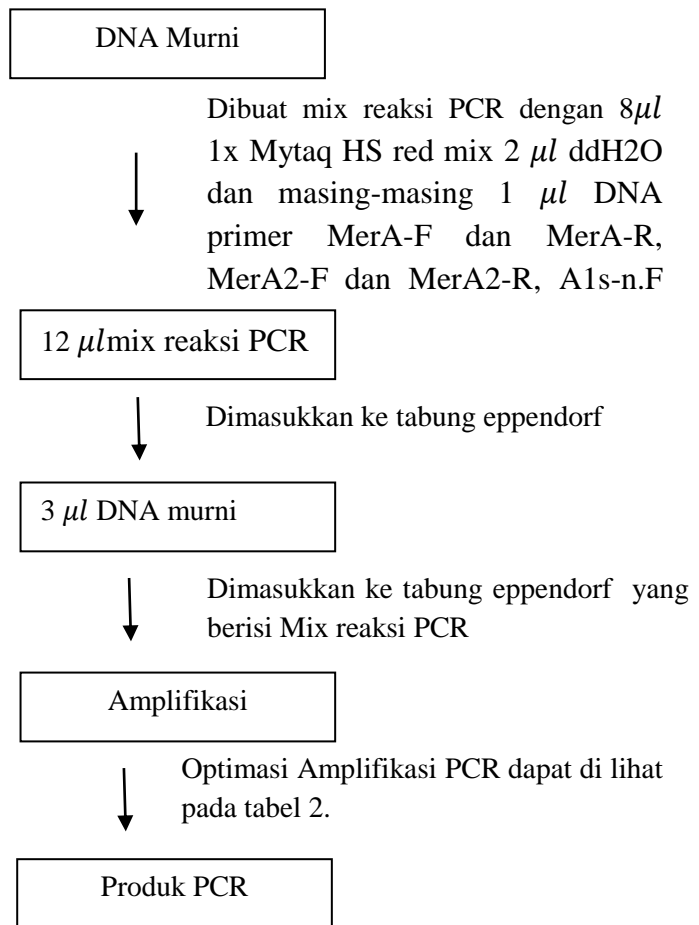 DNA Murni
Dibuat mix reaksi PCR dengan 8𝜇𝑙
1x Mytaq HS red mix 2 𝜇𝑙 ddH2O
dan masing-masing 1 𝜇𝑙 DNA
primer MerA-F dan MerA-R,
MerA2-F dan MerA2-R, A1s-n.F
12 𝜇𝑙mix reaksi PCR
Dimasukkan ke tabung eppendorf
3 𝜇𝑙 DNA murni
Dimasukkan ke tabung eppendorf yang
berisi Mix reaksi PCR
Amplifikasi
Optimasi Amplifikasi PCR dapat di lihat
pada tabel 2.
Produk PCR